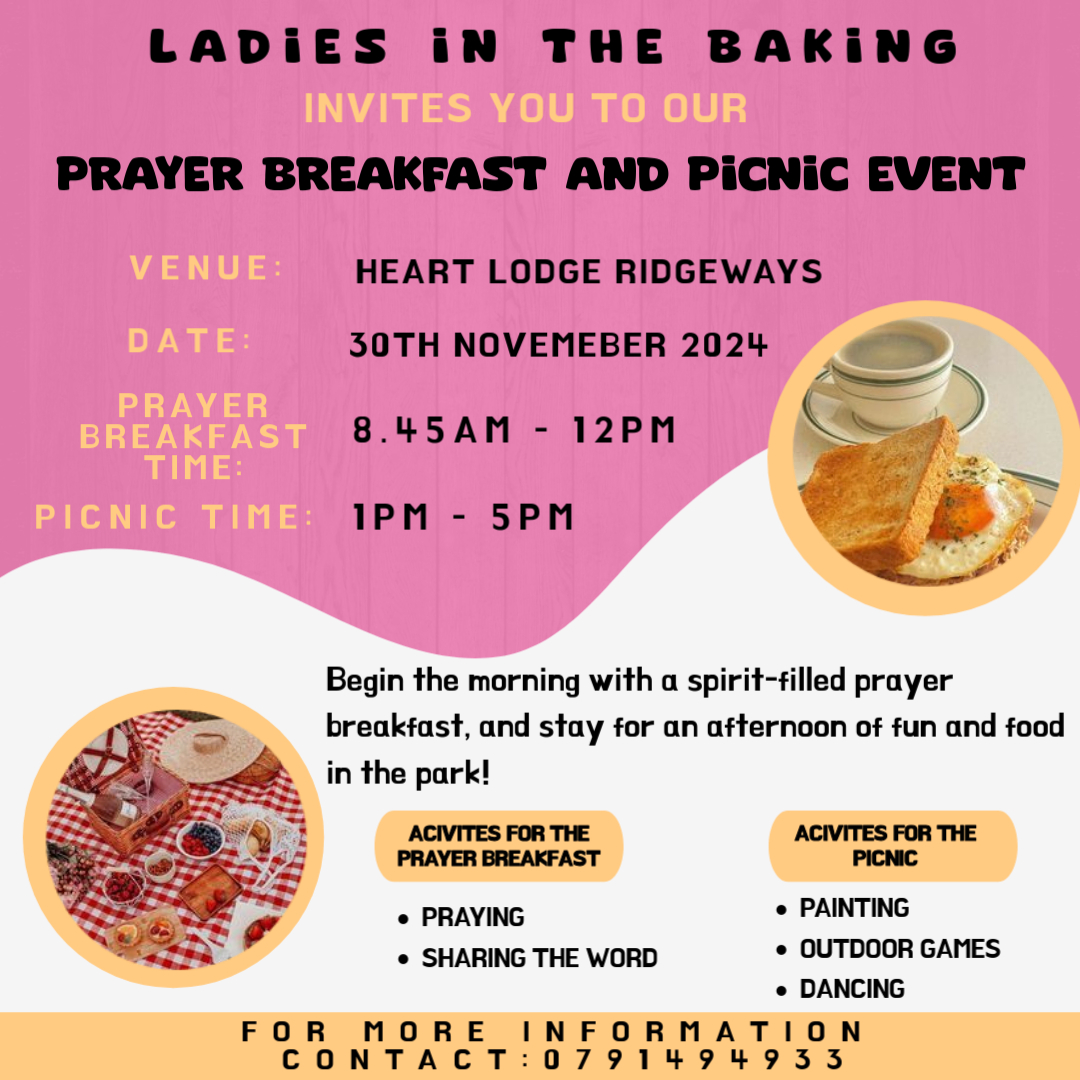 LADiES iN THE BAKiNG
INVITES YOU TO OUR
PRAYER BREAKFAST AND PiCNiC EVENT
VENUE: HEART LODGE RIDGEWAYS
DATE: 30TH NOVEMEBER 2024
PRAYER
BREAKFAST
TIME:
8.45AM - 12PM
PICNIC TIME: 1PM - 5PM
Begin the morning with a spirit-filled prayer
breakfast, and stay for an afternoon of fun and food
in the park!
ACIVITES FOR THE
PRAYER BREAKFAST
• PRAYING
• SHARING THE WORD
ACIVITES FOR THE
PICNIC
• PAINTING
• OUTDOOR GAMES
• DANCING
FOR MORE INFORMATION
CONTACT:0791494933